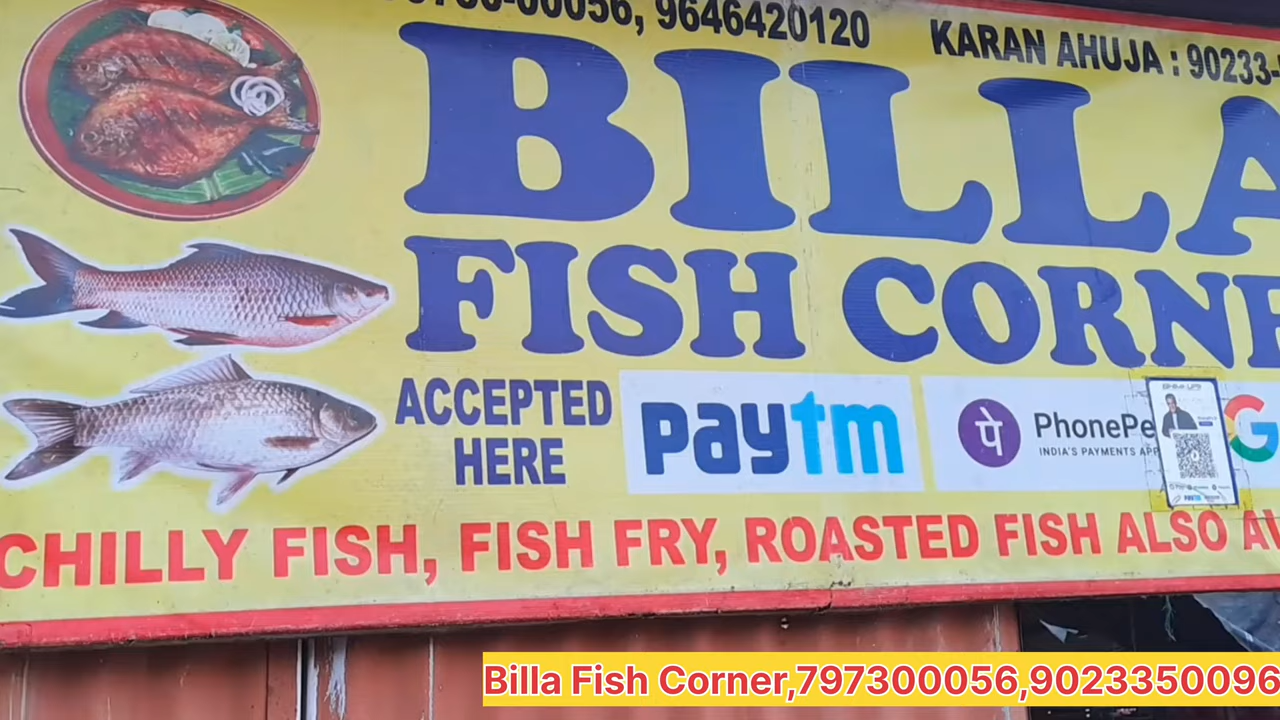 9646420120 KARAN AHUJA : 90233-
BILLA
FISH CORNE
ACCEPTED
HERE
paytm
PhonePe
INDIA'S PAYMENTS APP
G
CHILLY FISH, FISH FRY, ROASTED FISH ALSO
Billa Fish Corner,797300056,9023350096